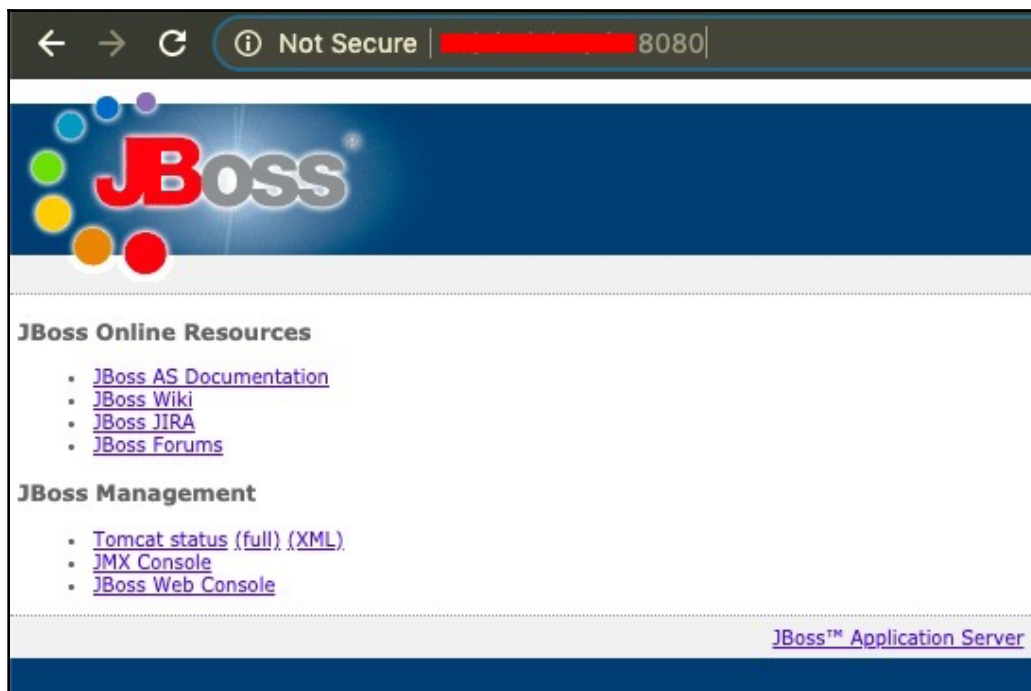 Not Secure 8080
JBoss
JBoss Online Resources
JBoss AS Documentation
JBoss Wiki
JBoss JIRA
JBoss Forums
JBoss Management
Tomcat status (full) (XML)
JMX Console
JBoss Web Console
JBoss™ Application Server